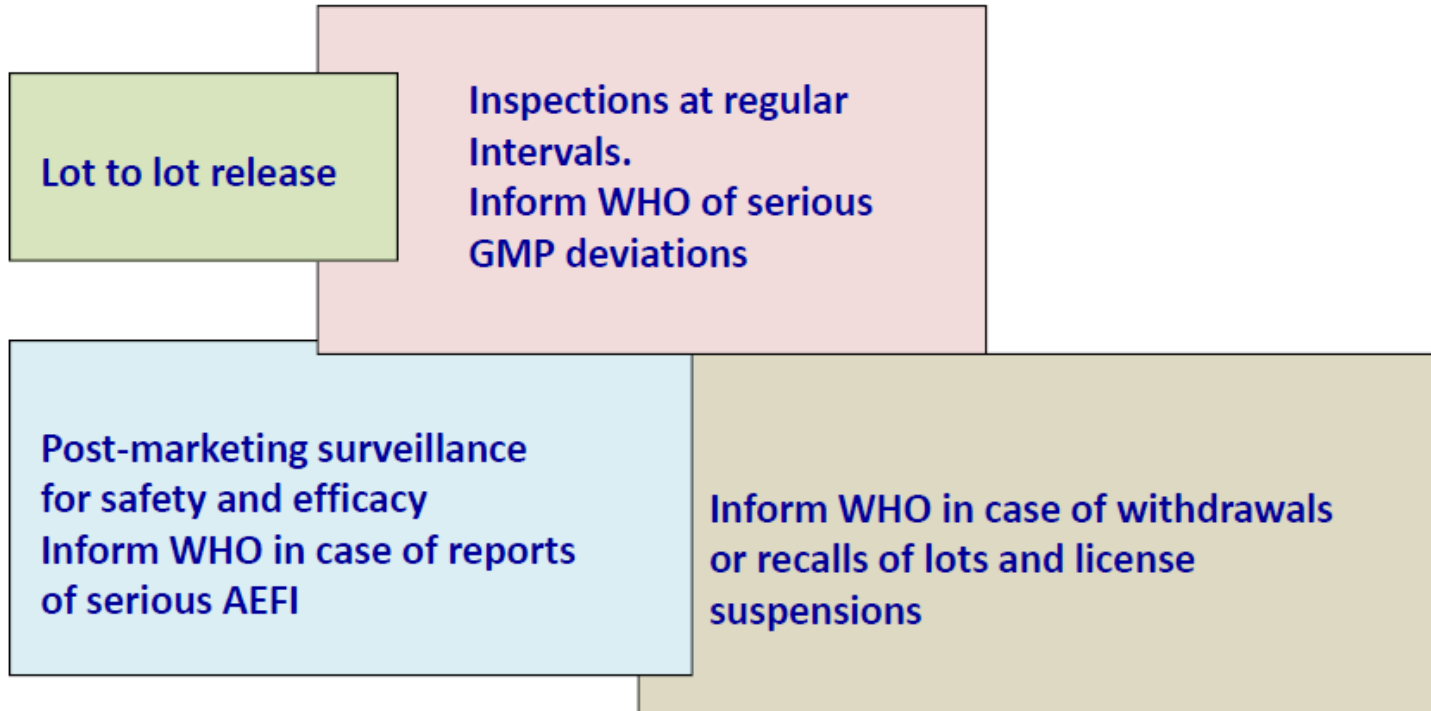 Lot to lot release
Inspections at regular
Intervals.
Inform WHO of serious
GMP deviations
Post-marketing surveillance
for safety and efficacy
Inform WHO in case of reports
of serious AEFI
Inform WHO in case of withdrawals
or recalls of lots and license
suspensions